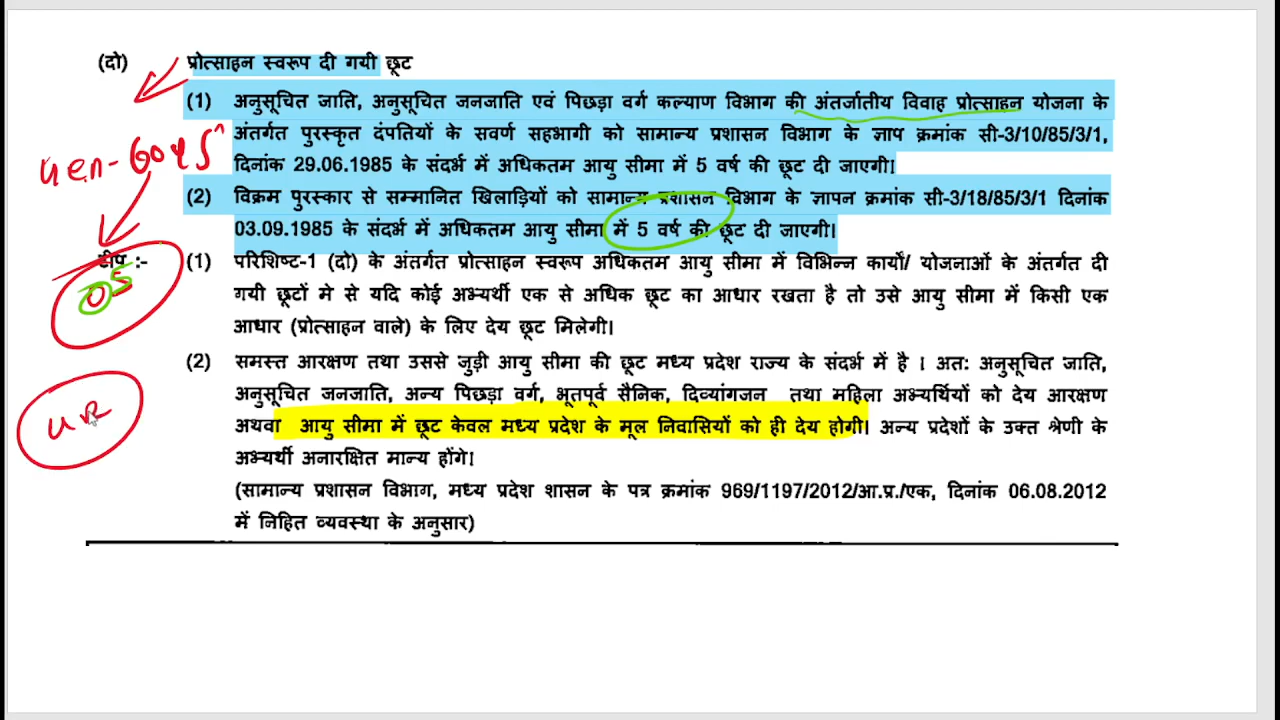 (दो) प्रोत्साहन स्वरूप दी गयी छूट
(1) अनुसूचित जाति, अनुसूचित जनजाति एवं पिछड़ा वर्ग कल्याण विभाग की अंतर्जातीय विवाह प्रोत्साहन योजना के
अंतर्गत पुरस्कृत दंपतियों के सवर्ण सहभागी को सामान्य प्रशासन विभाग के ज्ञाप क्रमांक सी-3/10/85/3/1,
दिनांक 29.06.1985 के संदर्भ में अधिकतम आयु सीमा में 5 वर्ष की छूट दी जाएगी।
(2) विक्रम पुरस्कार से सम्मानित खिलाड़ियों को सामान्य प्रशासन विभाग के ज्ञापन क्रमांक सी-3/18/85/3/1 दिनांक
03.09.1985 के संदर्भ में अधिकतम आयु सीमा में 5 वर्ष की छूट दी जाएगी।
टीप :- (1) परिशिष्ट-1 (दो) के अंतर्गत प्रोत्साहन स्वरूप अधिकतम आयु सीमा में विभिन्न कार्यों/ योजनाओं के अंतर्गत दी
गयी छूटों मे से यदि कोई अभ्यर्थी एक से अधिक छूट का आधार रखता है तो उसे आयु सीमा में किसी एक
आधार (प्रोत्साहन वाले) के लिए देय छूट मिलेगी।
(2) समस्त आरक्षण तथा उससे जुड़ी आयु सीमा की छूट मध्य प्रदेश राज्य के संदर्भ में है । अत: अनुसूचित जाति,
अनुसूचित जनजाति, अन्य पिछड़ा वर्ग, भूतपूर्व सैनिक, दिव्यांगजन तथा महिला अभ्यर्थियों को देय आरक्षण
अथवा आयु सीमा में छूट केवल मध्य प्रदेश के मूल निवासियों को ही देय होगी। अन्य प्रदेशों के उक्त श्रेणी के
अभ्यर्थी अनारक्षित मान्य होंगे।
(सामान्य प्रशासन विभाग, मध्य प्रदेश शासन के पत्र क्रमांक 969/1197/2012/आ.प्र./एक, दिनांक 06.08.2012
में निहित व्यवस्था के अनुसार)
05
UR